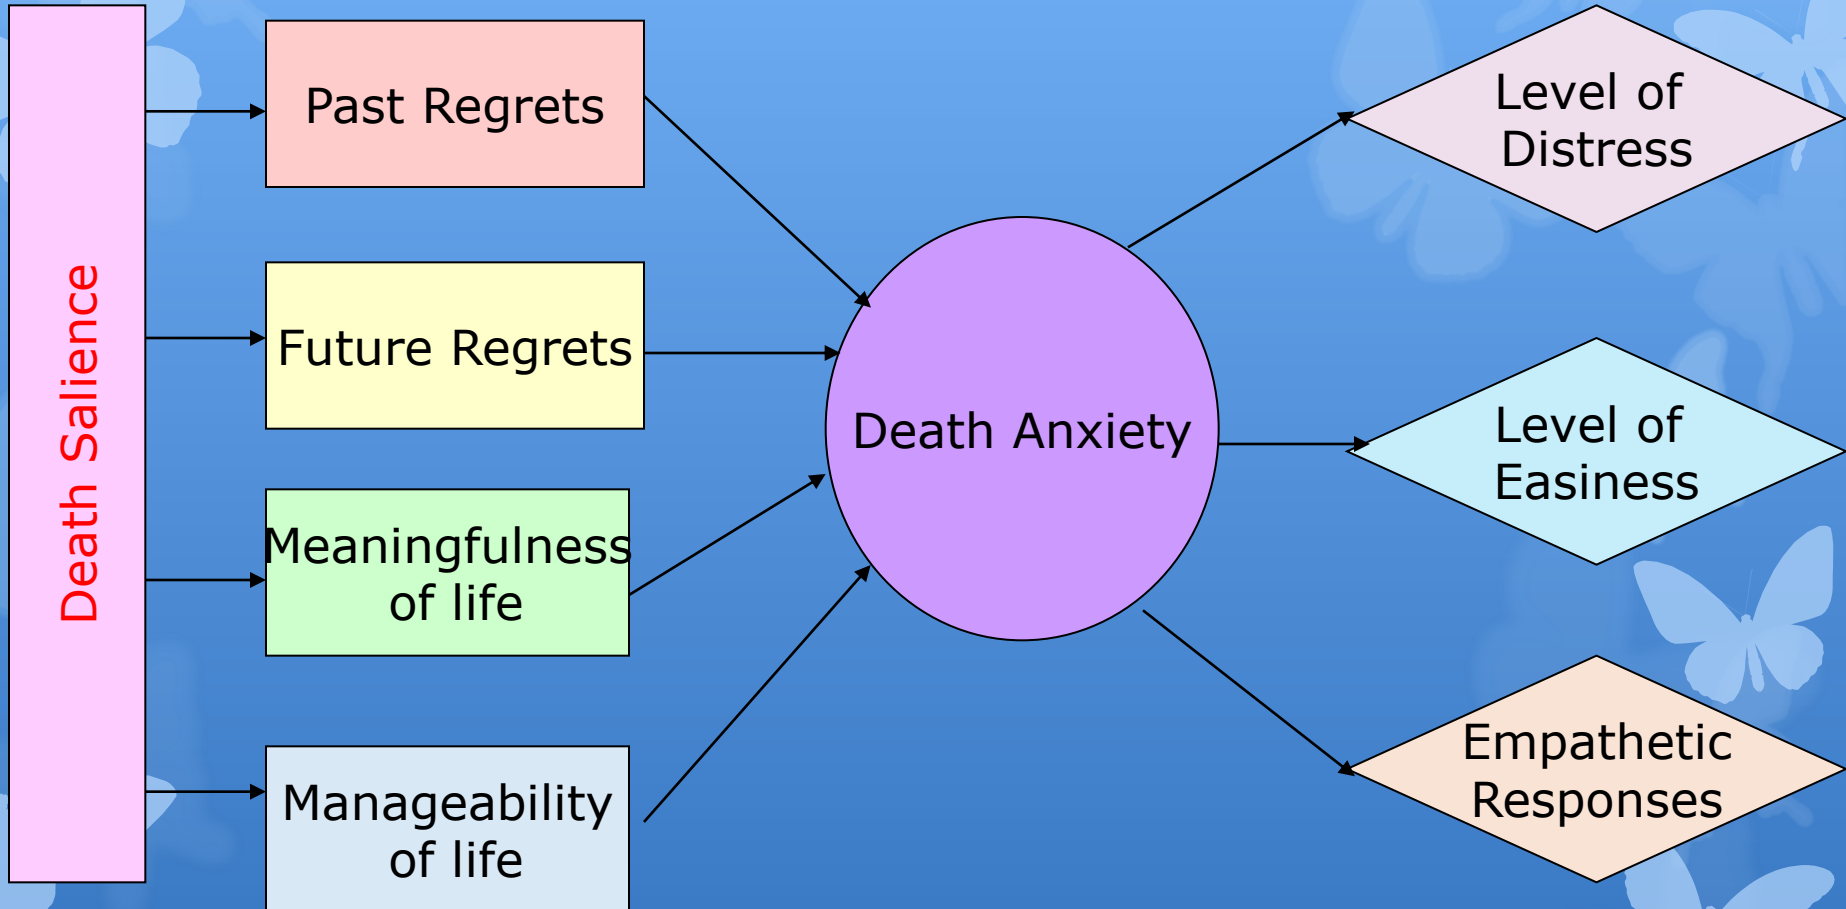 Death Salience
Past Regrets
Future Regrets
Meaningfulness
of life
Manageability
of life
Death Anxiety
Level of
Distress
Level of
Easiness
Empathetic
Responses